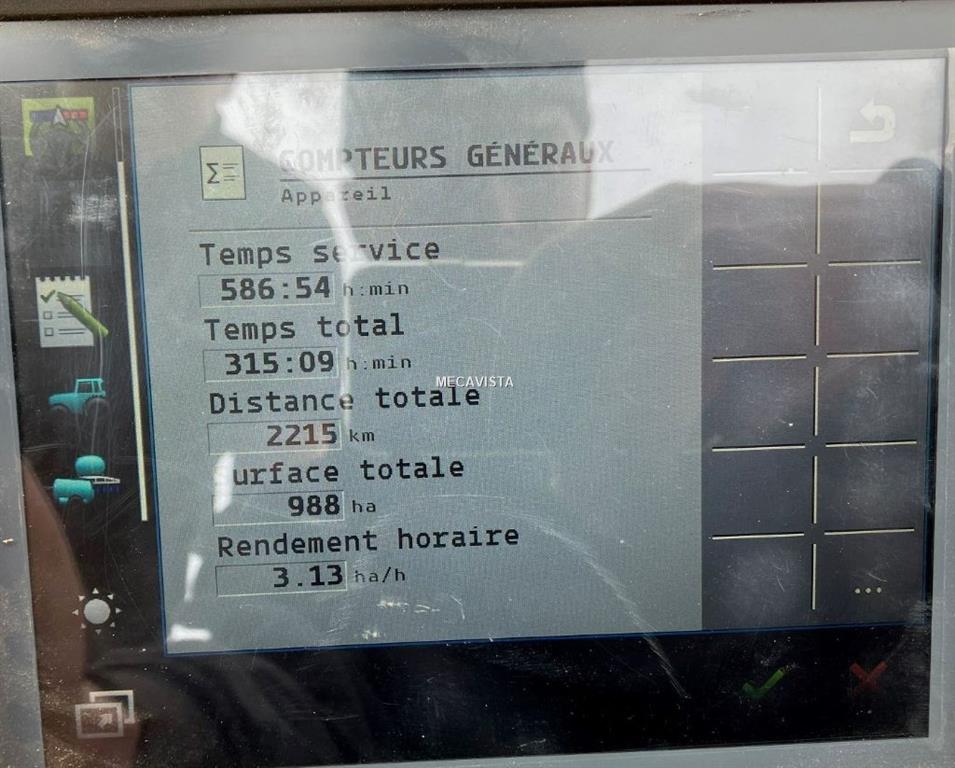 COMPTEURS GÉNÉRAUX
Appareil
Temps service
586:54 h:min
Temps total
315:09 h:min
MECAVISTA
Distance totale
2215 km
urface totale
988 ha
Rendement horaire
3.13 ha/h